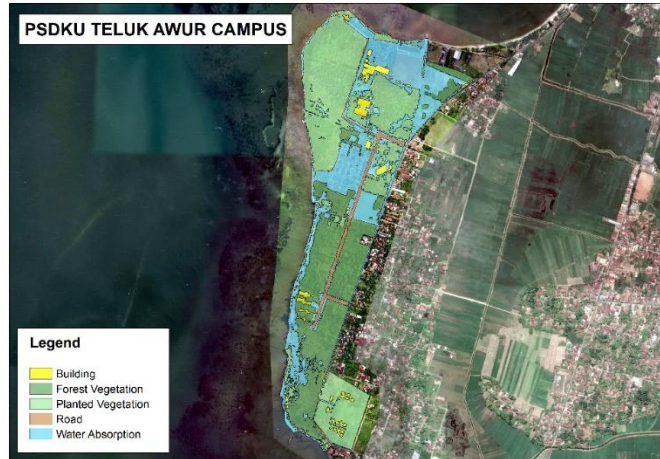 PSDKU TELUK AWUR CAMPUS
Legend
Building
Forest Vegetation
Planted Vegetation
Road
Water Absorption